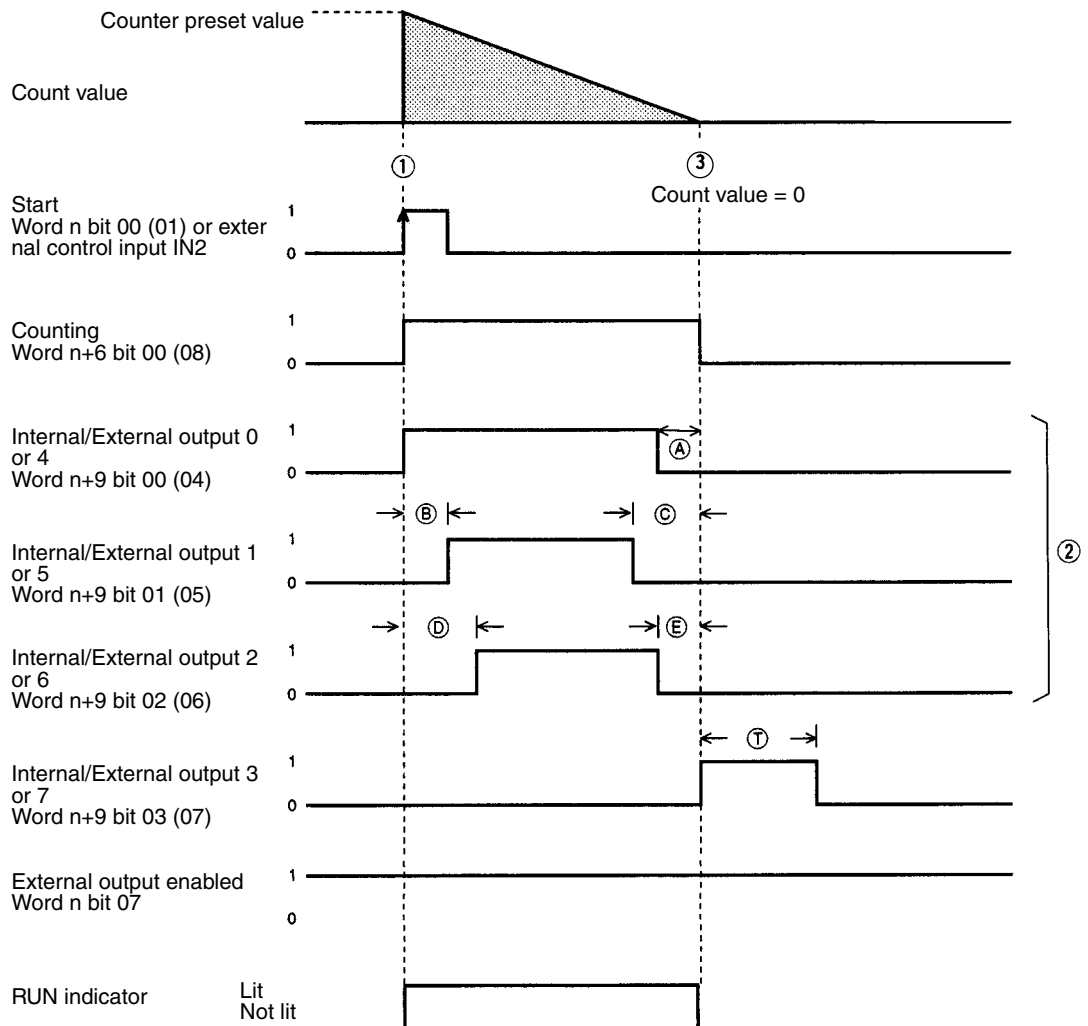 Counter preset value
Count value
① ③
Count value = 0
Start
Word n bit 00 (01) or exter
nal control input IN2
1
0
Counting
Word n+6 bit 00 (08)
1
0
Internal/External output 0
or 4
Word n+9 bit 00 (04)
1
0
Ⓐ
Ⓑ Ⓒ
Internal/External output 1
or 5
Word n+9 bit 01 (05)
1
0
②
Ⓓ Ⓔ
Internal/External output 2
or 6
Word n+9 bit 02 (06)
1
0
Ⓣ
Internal/External output 3
or 7
Word n+9 bit 03 (07)
1
0
External output enabled
Word n bit 07
1
0
RUN indicator
Lit
Not lit